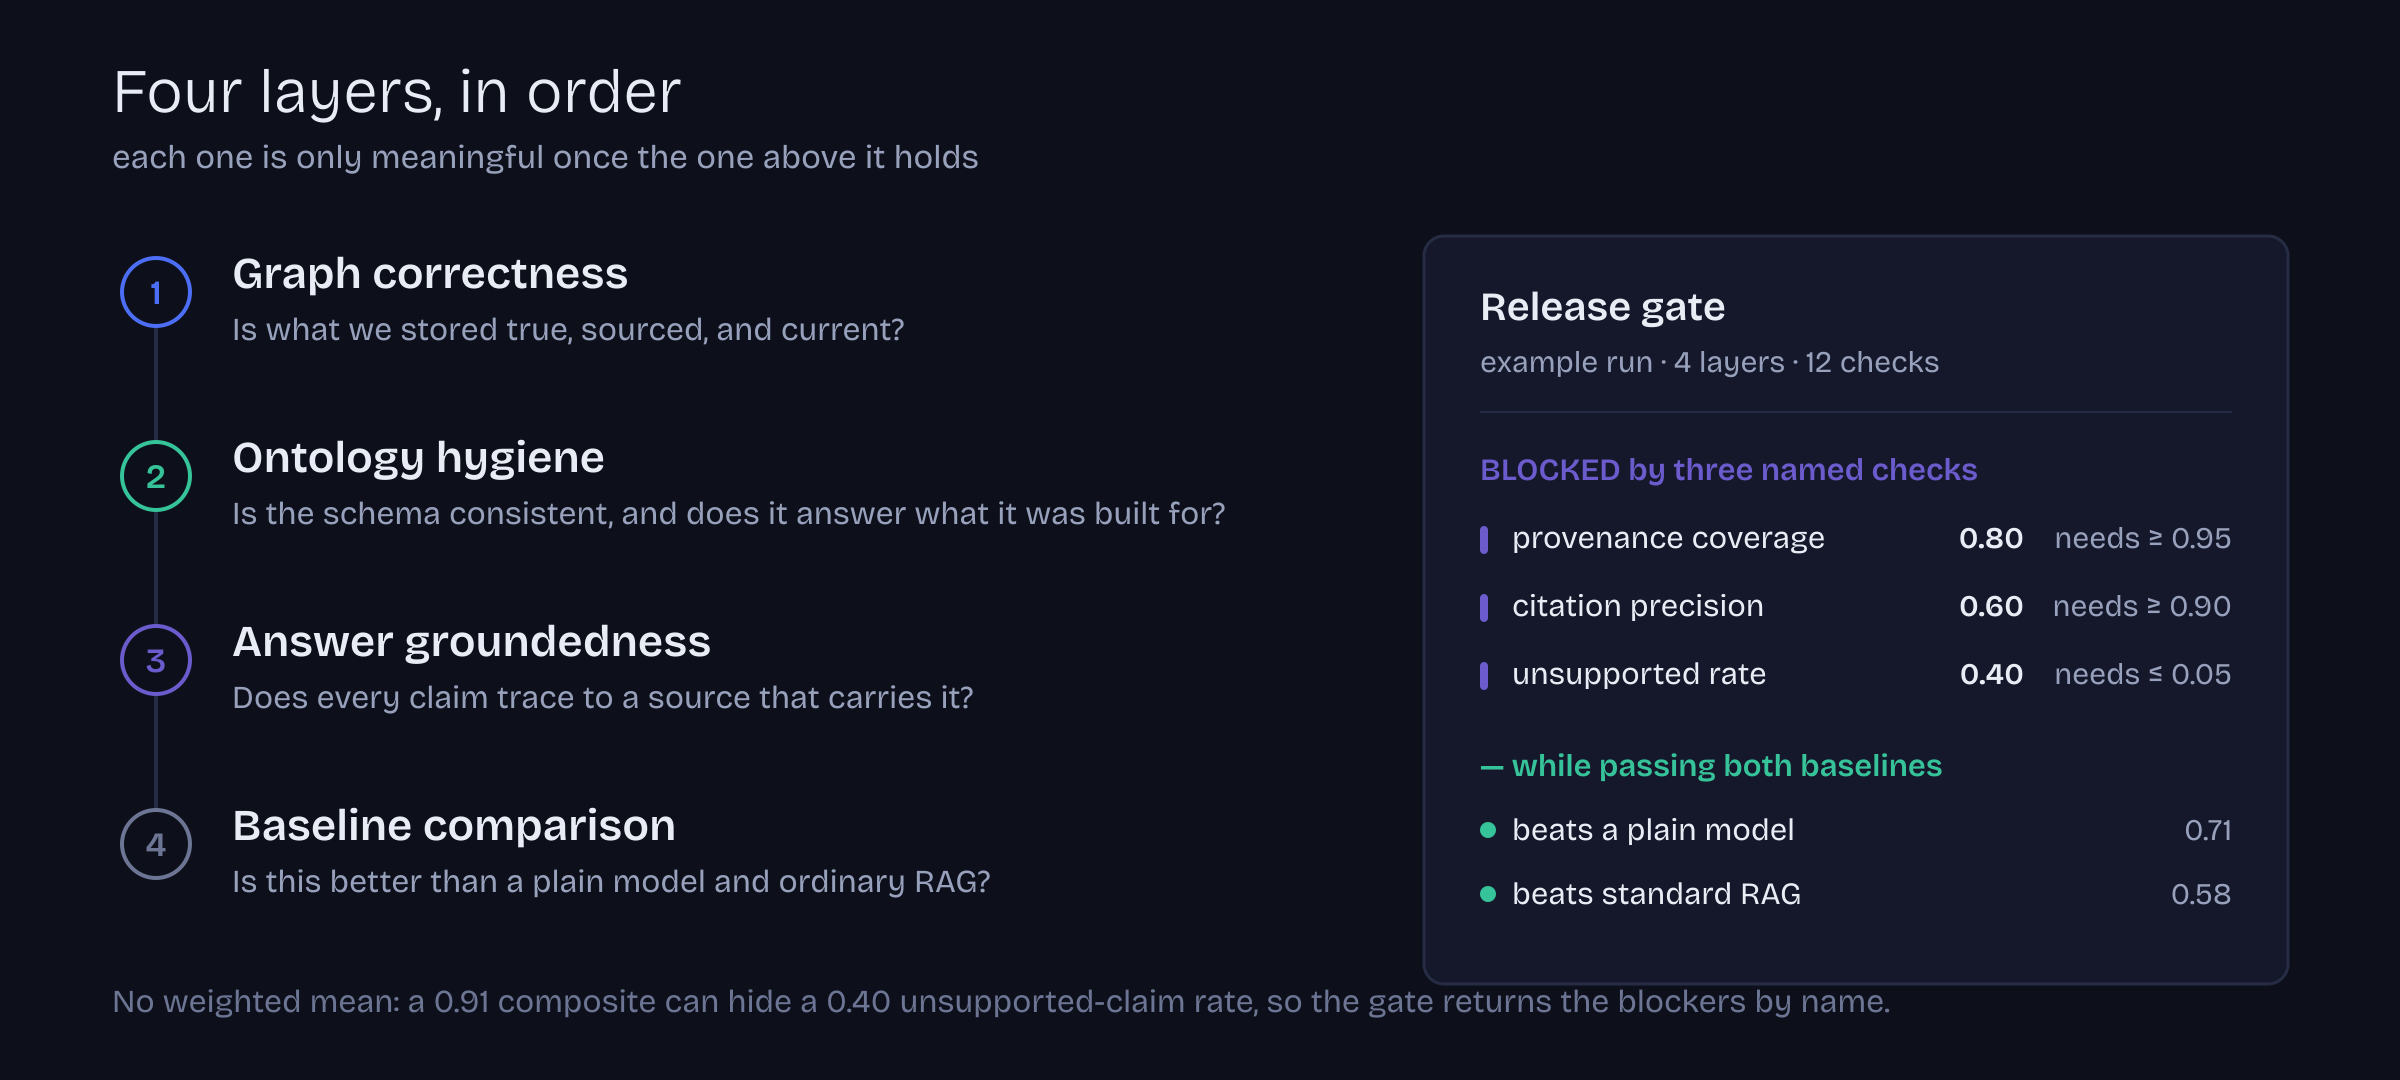 Four layers, in order
each one is only meaningful once the one above it holds
1
Graph correctness
Is what we stored true, sourced, and current?
2
Ontology hygiene
Is the schema consistent, and does it answer what it was built for?
3
Answer groundedness
Does every claim trace to a source that carries it?
4
Baseline comparison
Is this better than a plain model and ordinary RAG?
Release gate
example run · 4 layers · 12 checks
BLOCKED by three named checks
provenance coverage 0.80 needs ≥ 0.95
citation precision 0.60 needs ≥ 0.90
unsupported rate 0.40 needs ≤ 0.05
— while passing both baselines
beats a plain model 0.71
beats standard RAG 0.58
No weighted mean: a 0.91 composite can hide a 0.40 unsupported-claim rate, so the gate returns the blockers by name.